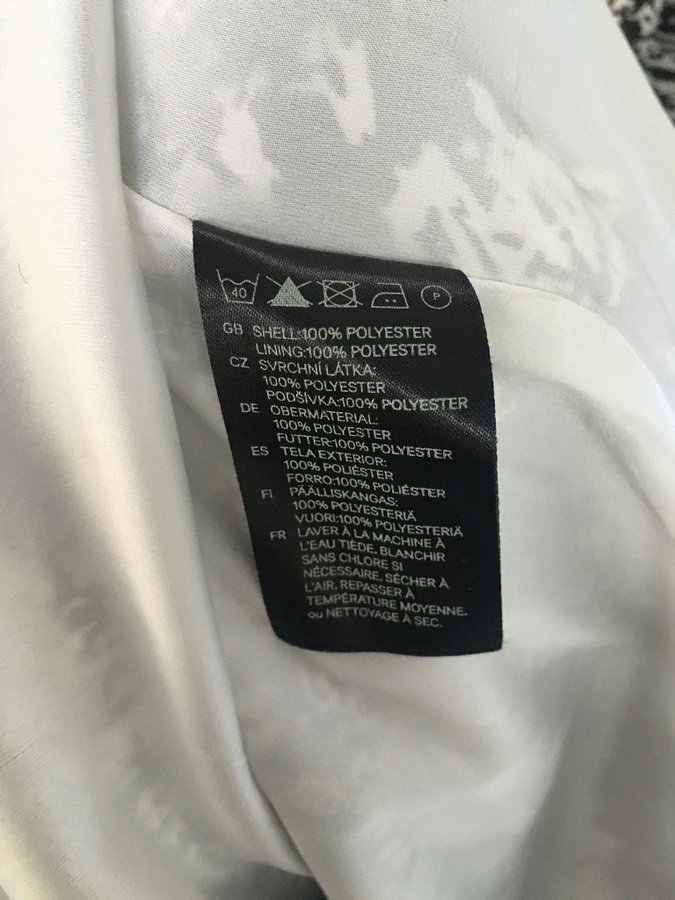 40 P
GB SHELL:100% POLYESTER
LINING:100% POLYESTER
CZ SVRCHNÍ LÁTKA:
100% POLYESTER
PODŠÍVKA:100% POLYESTER
DE OBERMATERIAL:
100% POLYESTER
FUTTER:100% POLYESTER
ES TELA EXTERIOR:
100% POLIÉSTER
FORRO:100% POLIÉSTER
FI PÄÄLLISKANGAS:
100% POLYESTERIÄ
VUORI:100% POLYESTERIÄ
FR LAVER À LA MACHINE À
L'EAU TIÈDE, BLANCHIR
SANS CHLORE SI
NÉCESSAIRE, SÉCHER À
L'AIR, REPASSER À
TEMPÉRATURE MOYENNE.
ou NETTOYAGE À SEC.